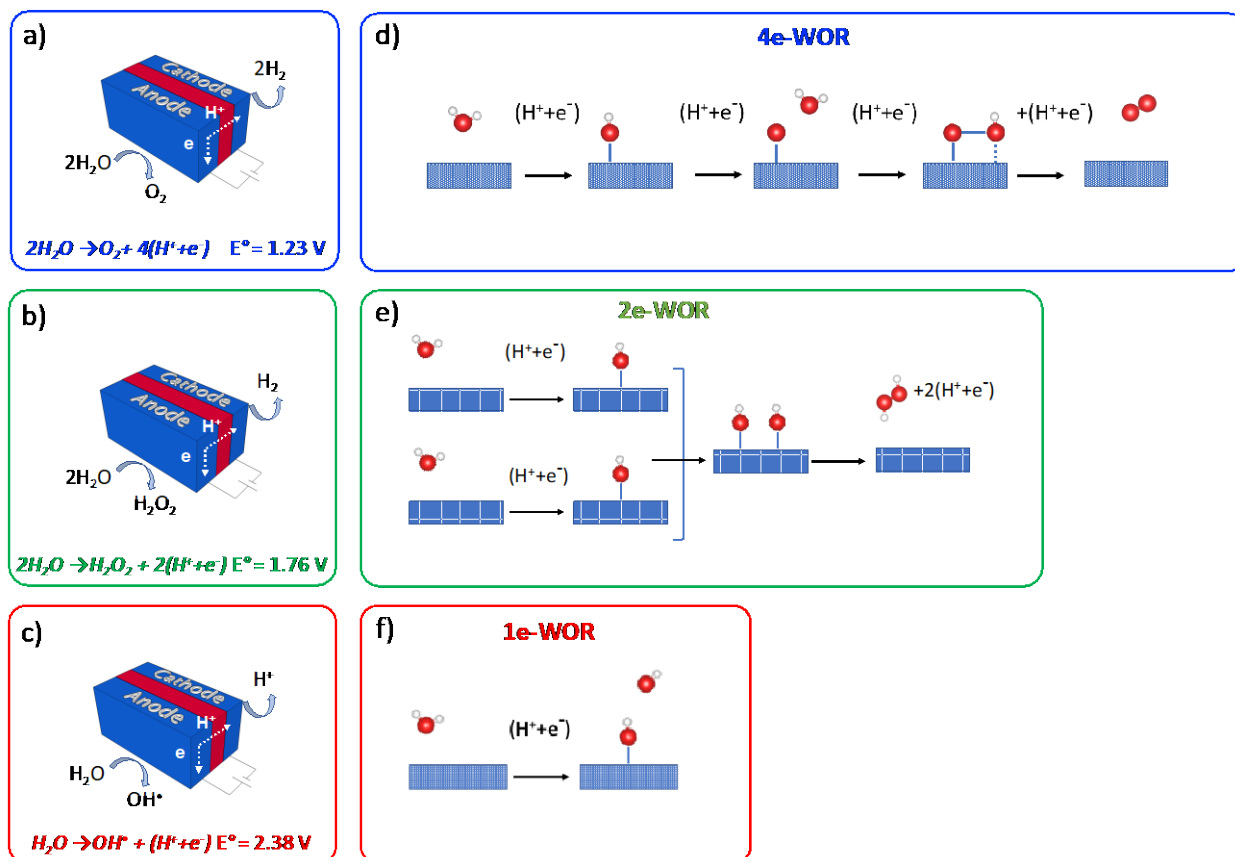 a)
Cathode
Anode
H⁺
e
2H₂
2H₂O
O₂
2H₂O →O₂+ 4(H⁺+e⁻) E° = 1.23 V
d)
4e-WOR
(H⁺+e⁻)
(H⁺+e⁻)
(H⁺+e⁻)
+(H⁺+e⁻)
b)
Cathode
Anode
H⁺
e
H₂
2H₂O
H₂O₂
2H₂O →H₂O₂ + 2(H⁺+e⁻) E° = 1.76 V
e)
2e-WOR
(H⁺+e⁻)
(H⁺+e⁻)
+2(H⁺+e⁻)
c)
Cathode
Anode
H⁺
e
H⁺
H₂O
OH•
H₂O →OH• + (H⁺+e⁻) E° = 2.38 V
f)
1e-WOR
(H⁺+e⁻)